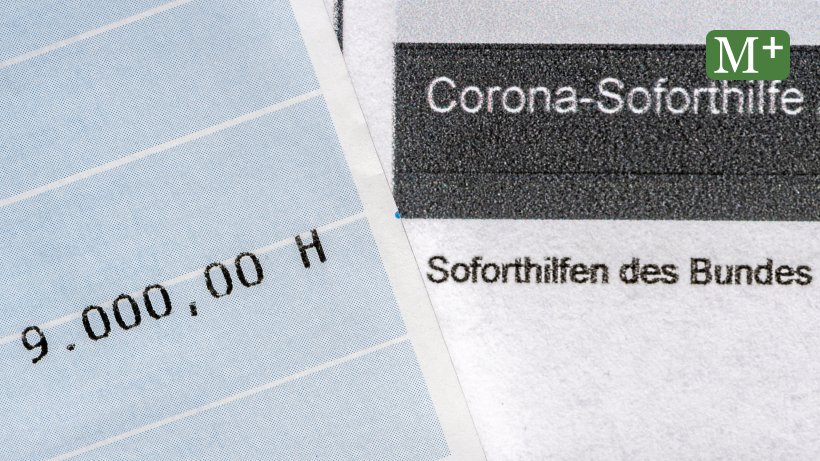 M+
Corona-Soforthilfe
Soforthilfen des Bundes
9.000,00 H